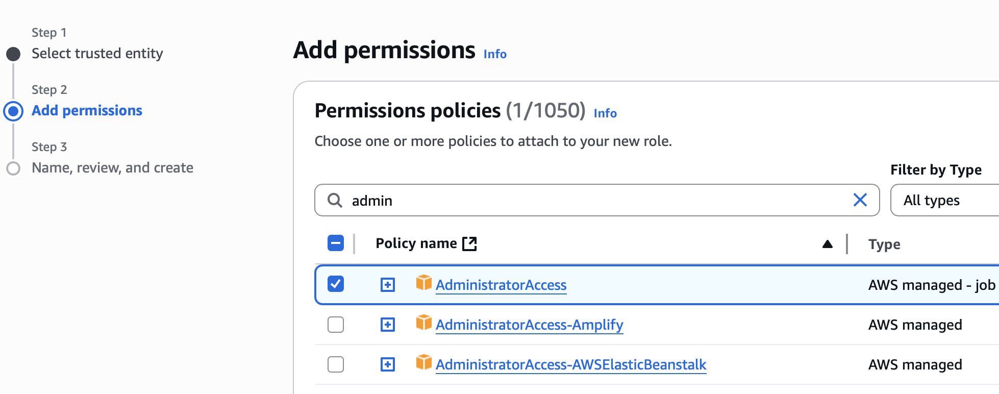 Step 1
Select trusted entity
Step 2
Add permissions
Step 3
Name, review, and create
Add permissions Info
Permissions policies (1/1050) Info
Choose one or more policies to attach to your new role.
Filter by Type
admin
All types
Policy name
Type
AdministratorAccess
AWS managed - job
AdministratorAccess-Amplify
AWS managed
AdministratorAccess-AWSElasticBeanstalk
AWS managed